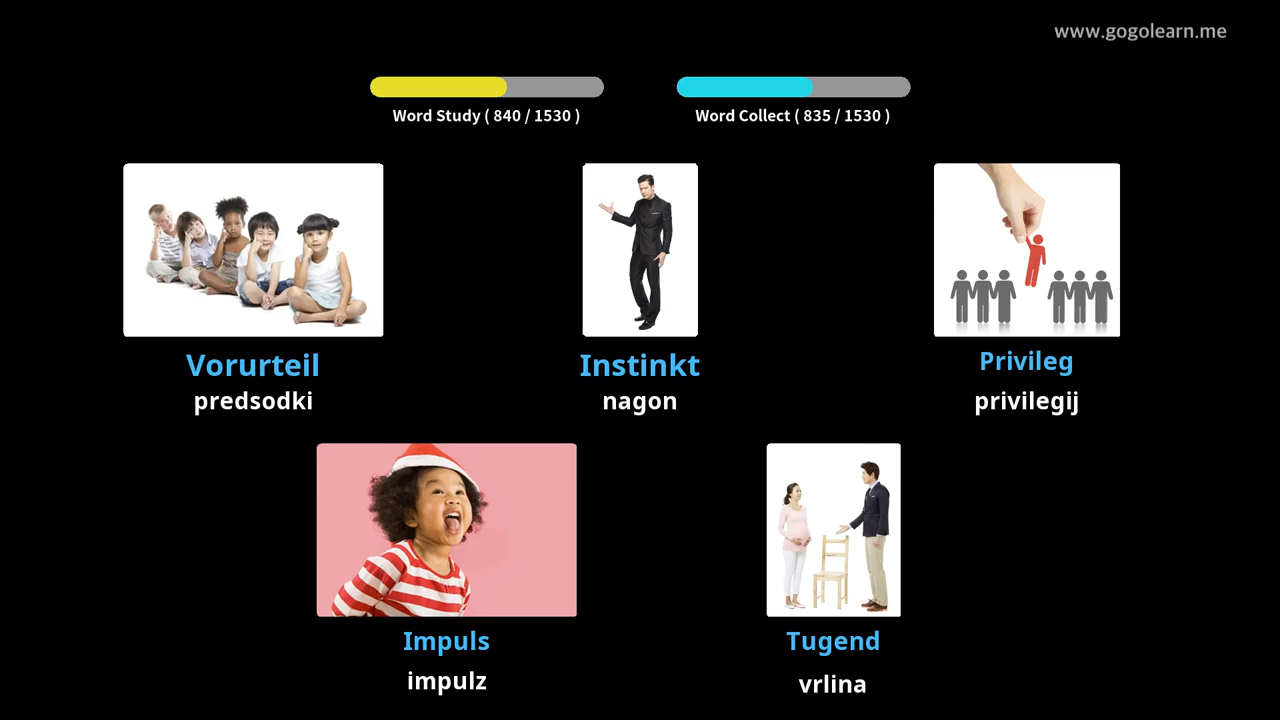 www.gogolearn.me
Word Study ( 840 / 1530 )
Word Collect ( 835 / 1530 )
Vorurteil
predsodki
Instinkt
nagon
Privileg
privilegij
Impuls
impulz
Tugend
vrlina